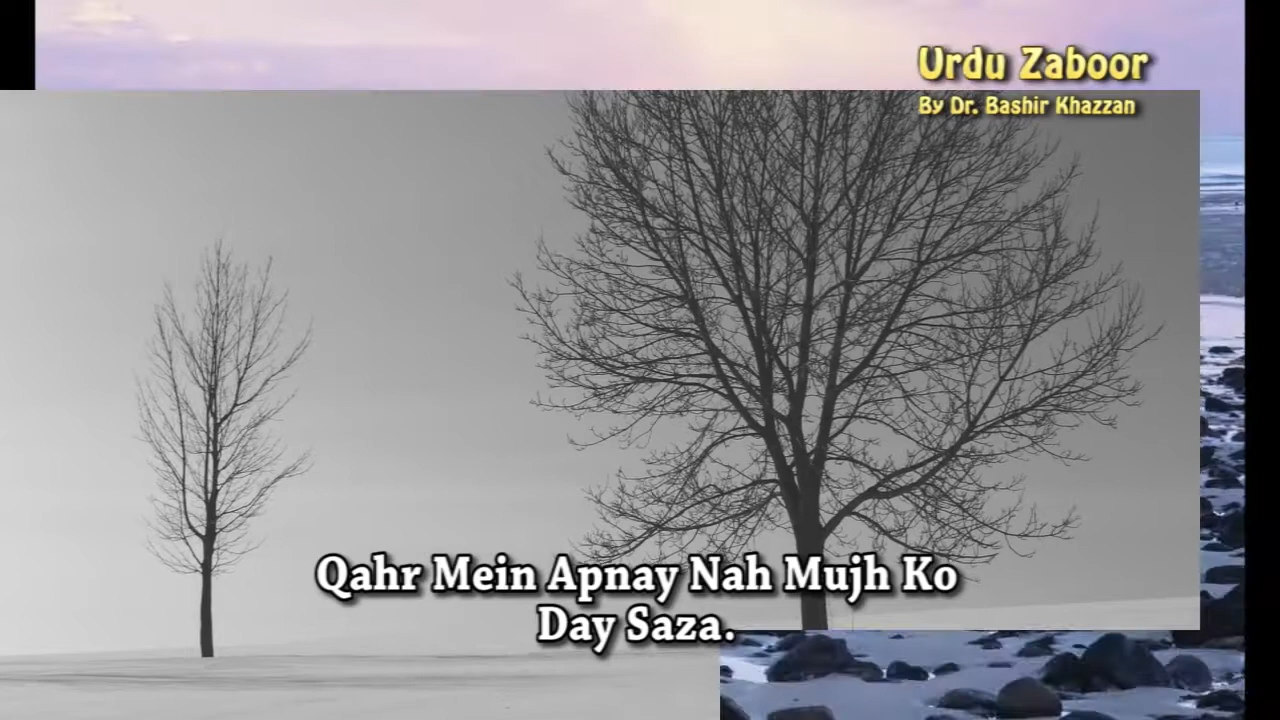 Urdu Zaboor
By Dr. Bashir Khazzan
Qahr Mein Apnay Nah Mujh Ko
Day Saza.